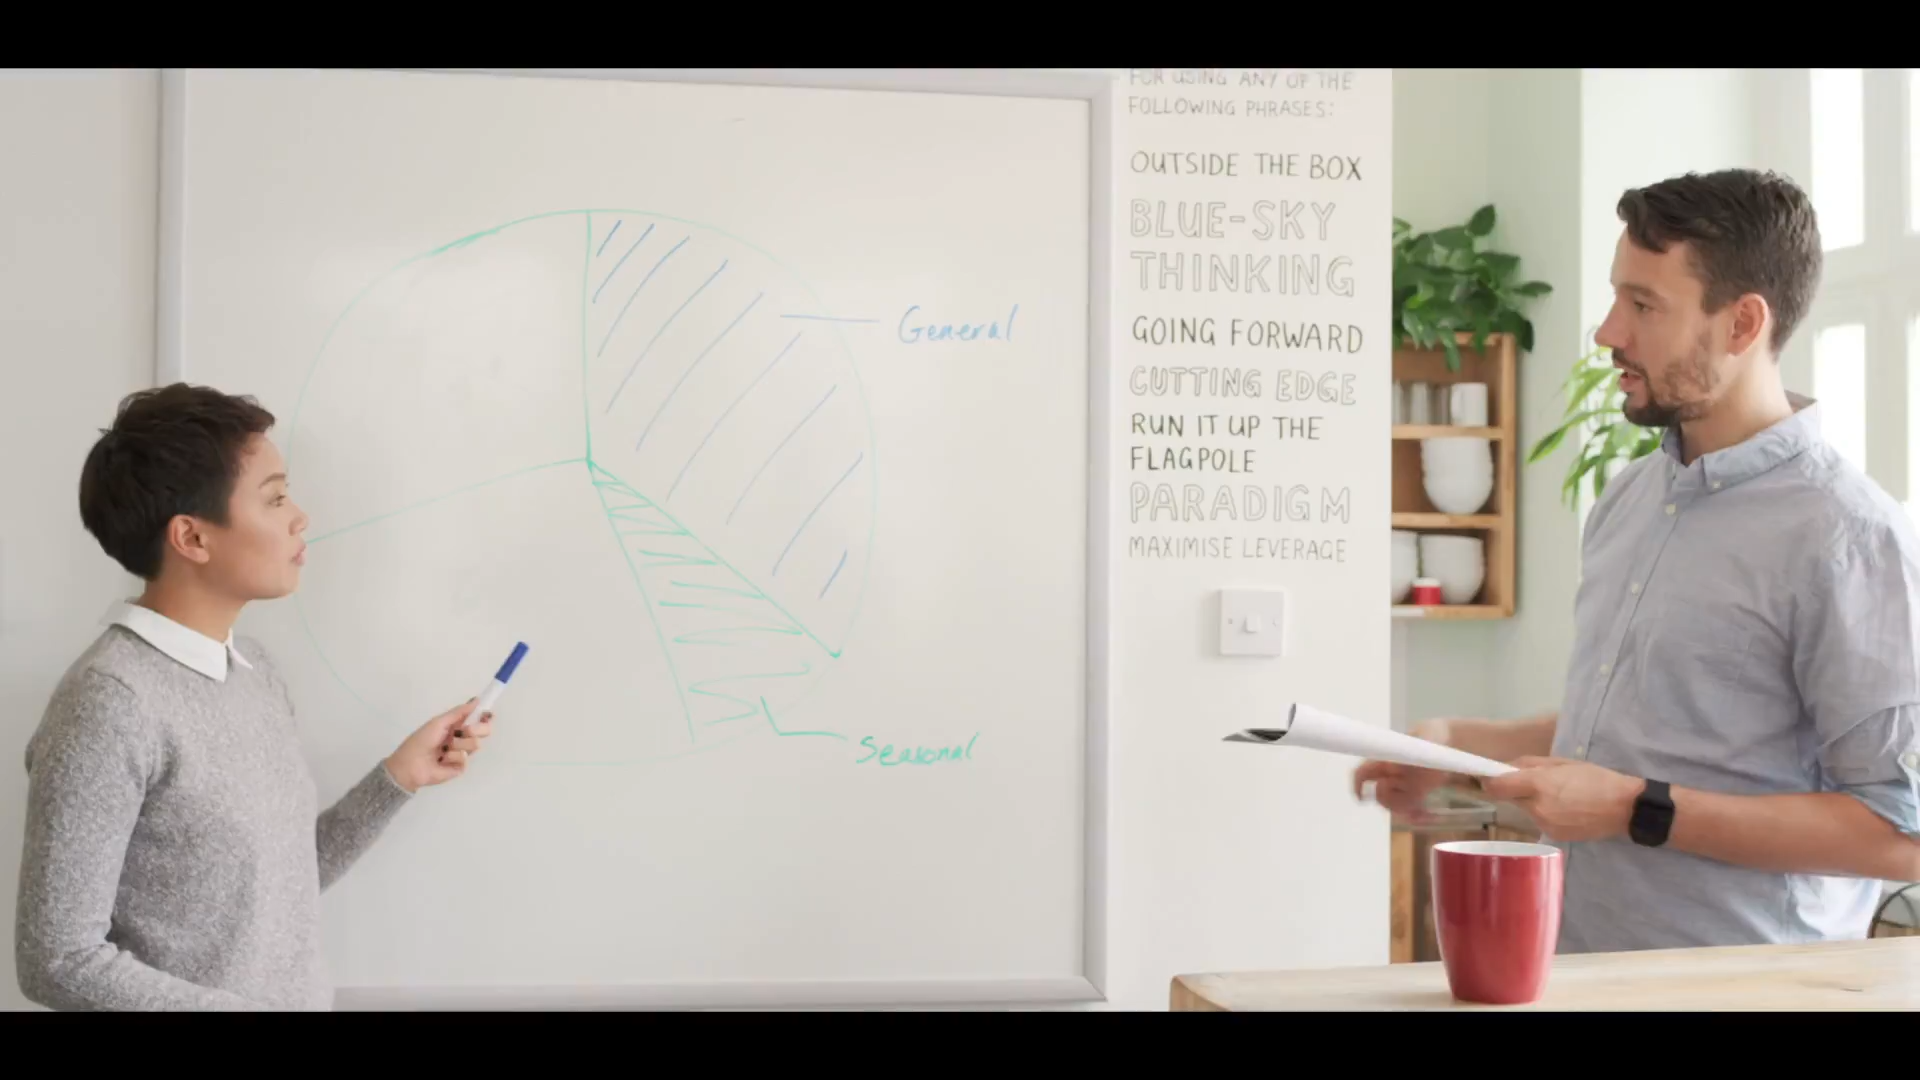 General
Seasonal
FOR USING ANY OF THE
FOLLOWING PHRASES:
OUTSIDE THE BOX
BLUE-SKY
THINKING
GOING FORWARD
CUTTING EDGE
RUN IT UP THE
FLAGPOLE
PARADIGM
MAXIMISE LEVERAGE